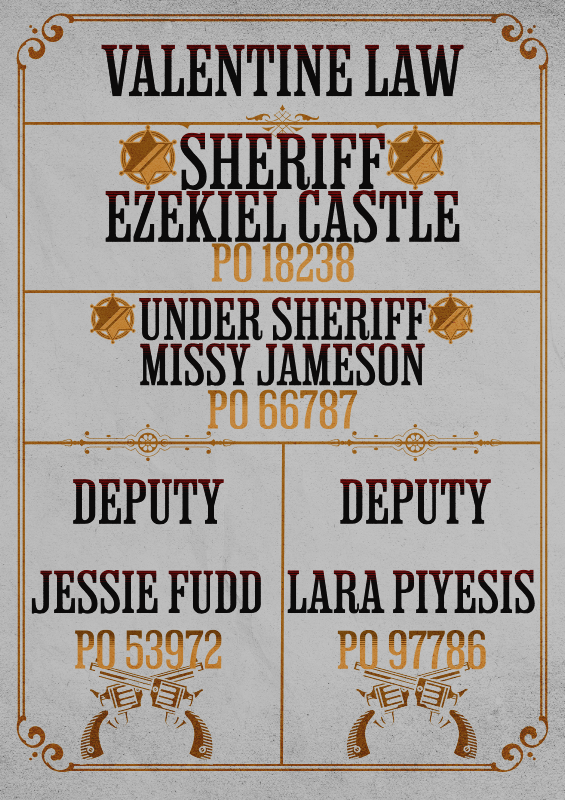 VALENTINE LAW
SHERIFF
EZEKIEL CASTLE
PO 18238
UNDER SHERIFF
MISSY JAMESON
PO 66787
DEPUTY
JESSIE FUDD
PO 53972
DEPUTY
LARA PIYESIS
PO 97786